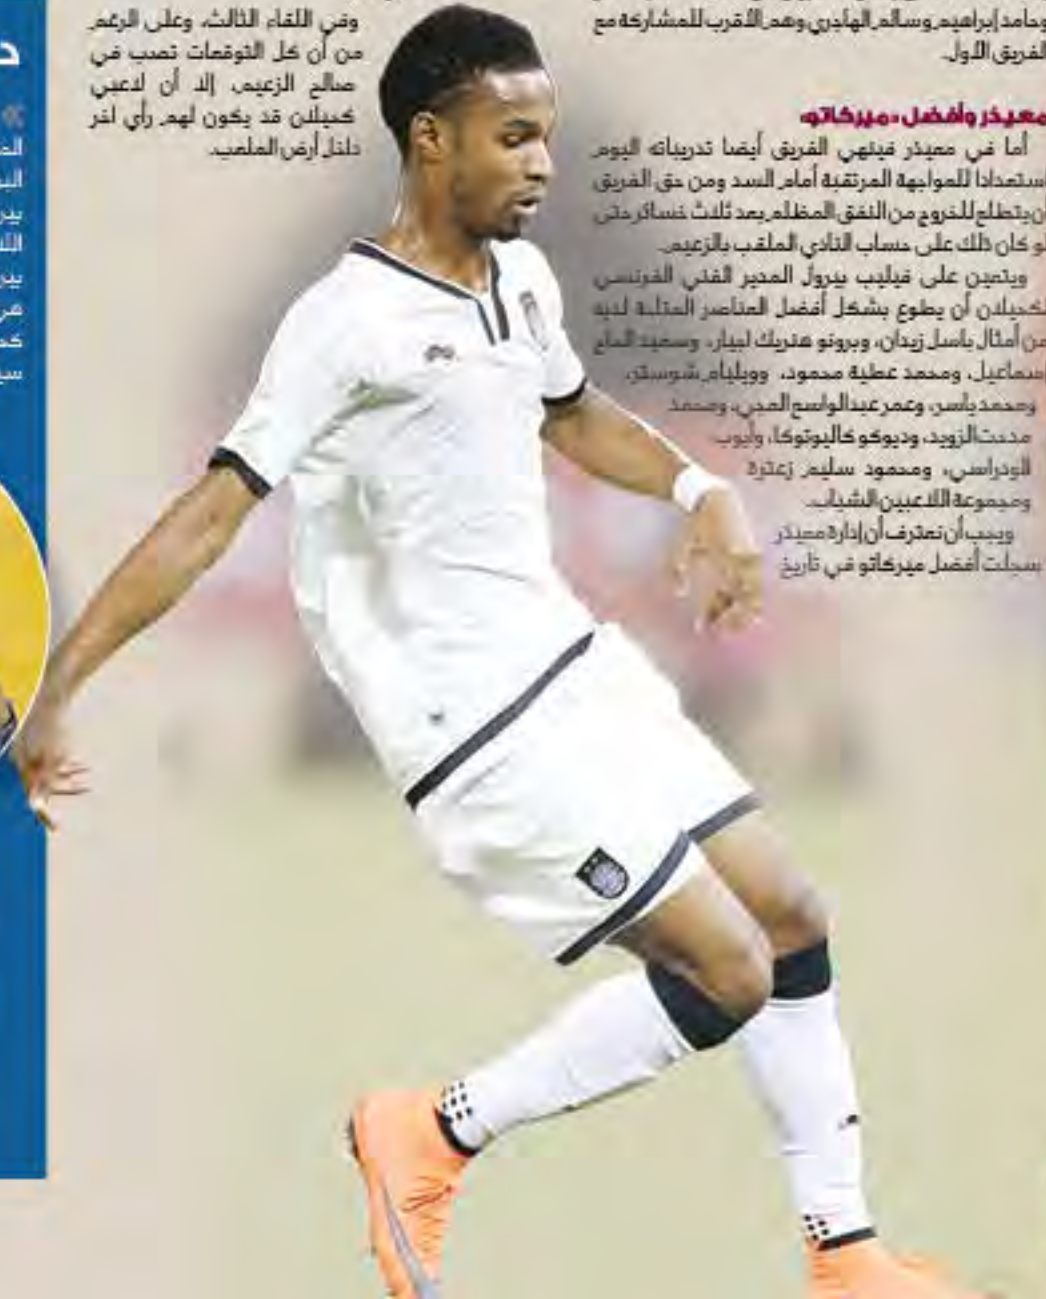 وحامد إبراهيم وسالم الهاجري وهم الأقرب للمشاركة مع
الفريق الأول.
معيذر وأفضل «ميركاتو»
أما في معيذر فينهي الفريق أيضا تدريباته اليوم
استعدادا للمواجهة المرتقبة أمام السد ومن حق الفريق
أن يتطلع للخروج من النفق المظلم بعد ثلاث خسائر حتى
لو كان ذلك على حساب النادي الملقب بالزعيم.
ويتعين على فيليب بيرول المدير الفني الفرنسي
لكحيلان أن يطوع بشكل أفضل العناصر المتاحة لديه
من أمثال باسل زيدان، وبرونو هنريك لبيار، وسعيد الحاج
إسماعيل، ومحمد عطية محمود، وويليام شوستر،
ومحمد ياسر، وعمر عبدالواسع المجي، ومحمد
مدحت الزويد، وديوكو كاليوتوكا، وأيوب
الودراسي، ومحمود سليم زعترة
ومجموعة اللاعبين الشباب.
ويجب أن نعترف أن إدارة معيذر
سجلت أفضل ميركاتو في تاريخ
وفي اللقاء الثالث، وعلى الرغم
من أن كل التوقعات تصب في
صالح الزعيم، إلا أن لاعبي
كحيلان قد يكون لهم رأي آخر
داخل أرض الملعب.